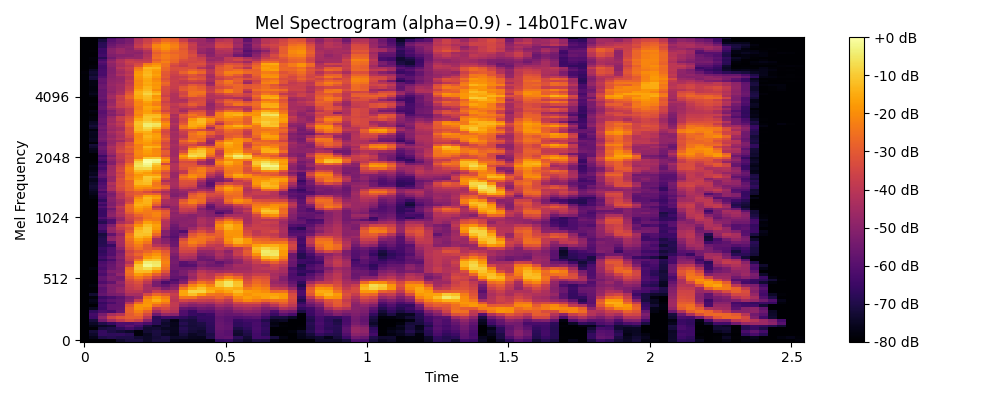 Mel Spectrogram (alpha=0.9) - 14b01Fc.wav
Mel Frequency
4096
2048
1024
512
0
0
0.5
1
1.5
2
2.5
Time
+0 dB
-10 dB
-20 dB
-30 dB
-40 dB
-50 dB
-60 dB
-70 dB
-80 dB